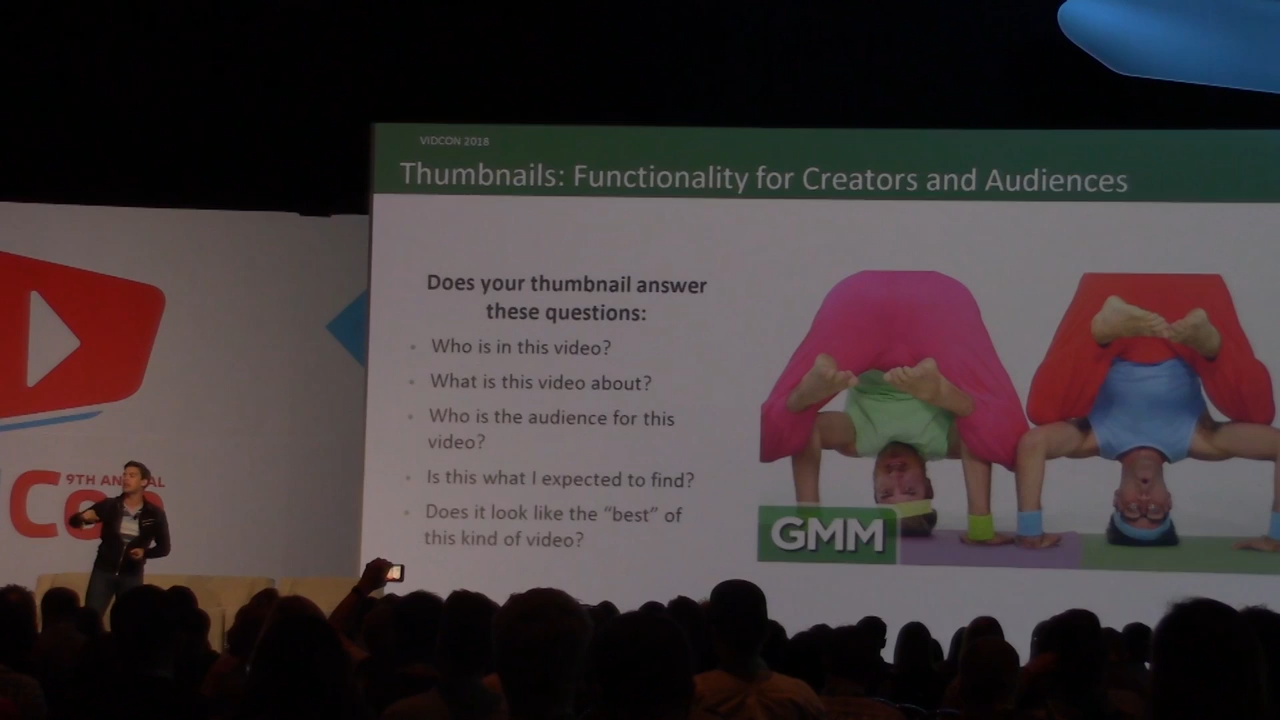 VIDCON 2018
Thumbnails: Functionality for Creators and Audiences
Does your thumbnail answer
these questions:
• Who is in this video?
• What is this video about?
• Who is the audience for this
video?
• Is this what I expected to find?
• Does it look like the “best” of
this kind of video?
GMM
9TH
Con